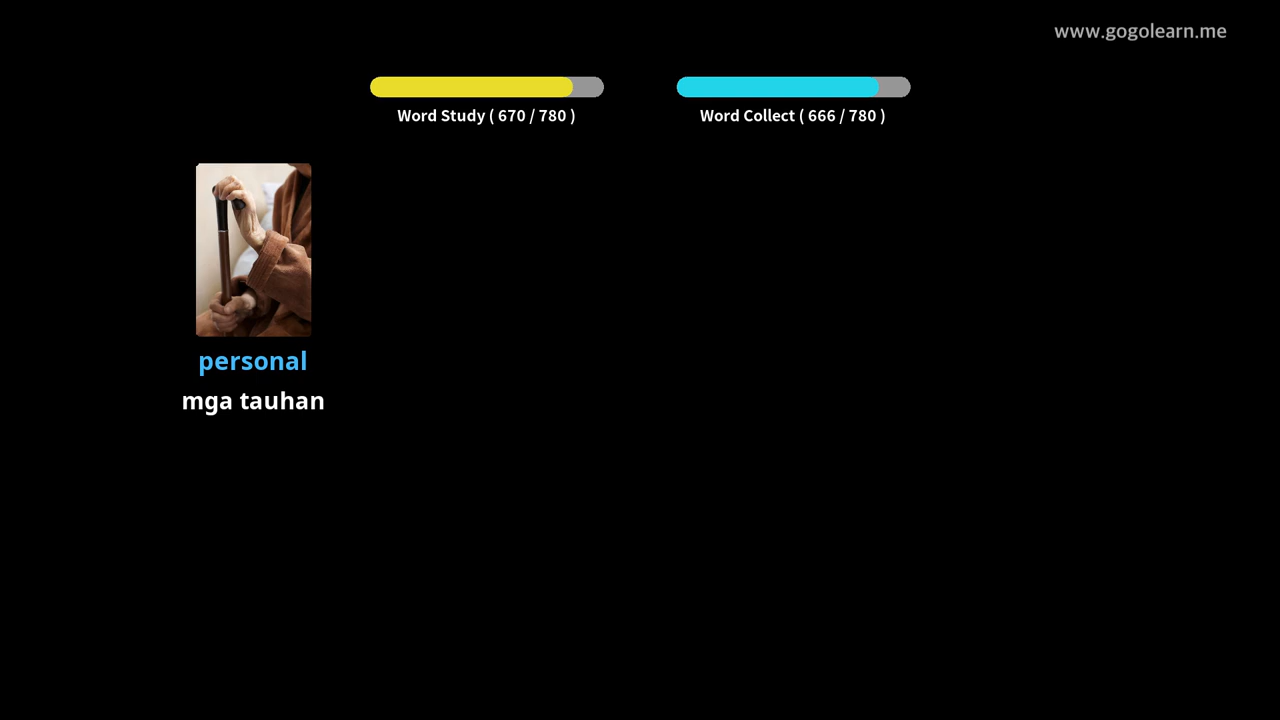 www.gogolearn.me
Word Study ( 670 / 780 )
Word Collect ( 666 / 780 )
personal
mga tauhan